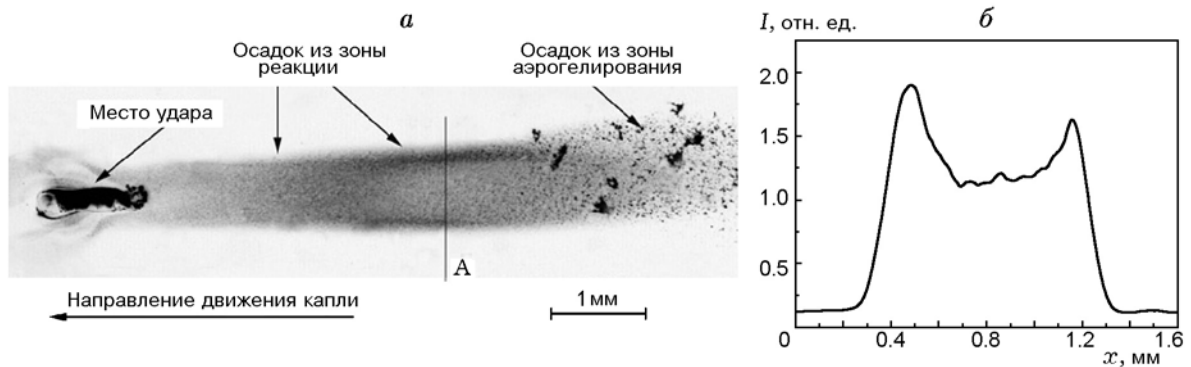 а
Осадок из зоны
реакции
Осадок из зоны
аэрогелирования
Место удара
А
Направление движения капли
1 мм
б
I, отн. ед.
2.0
1.5
1.0
0.5
0
0
0.4
0.8
1.2
1.6
x, мм